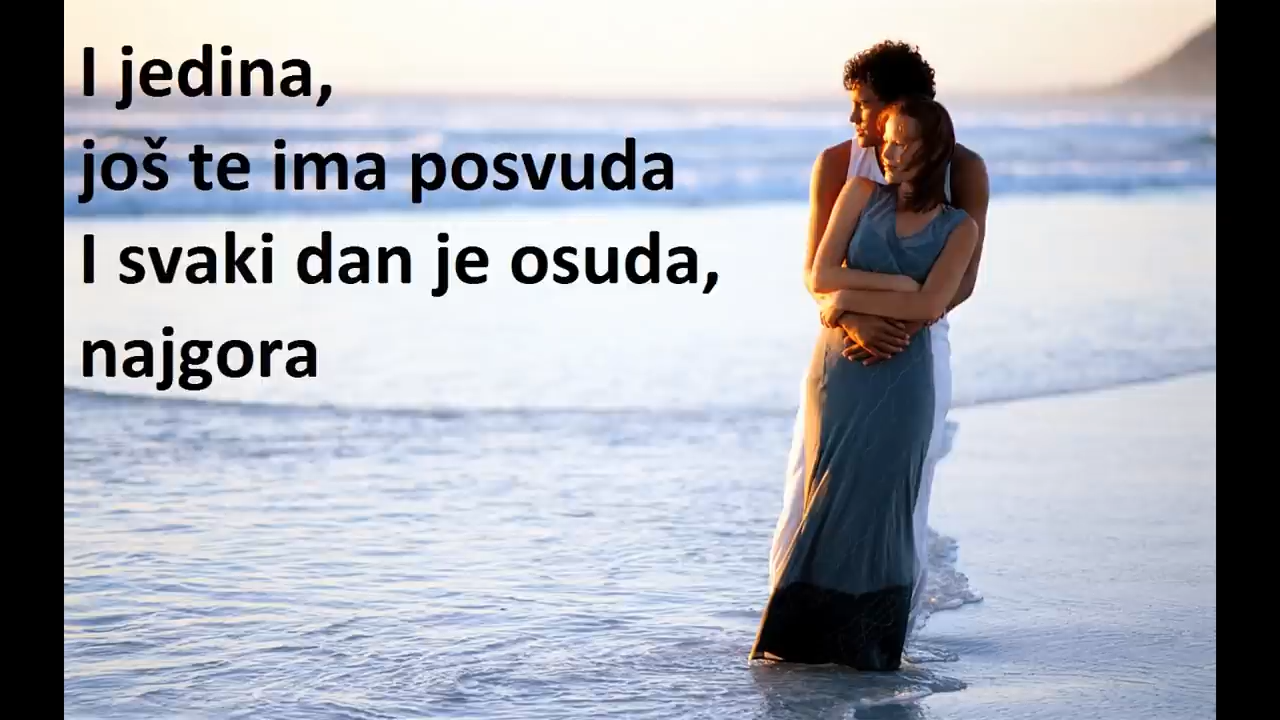 I jedina,
još te ima posvuda
I svaki dan je osuda,
najgora